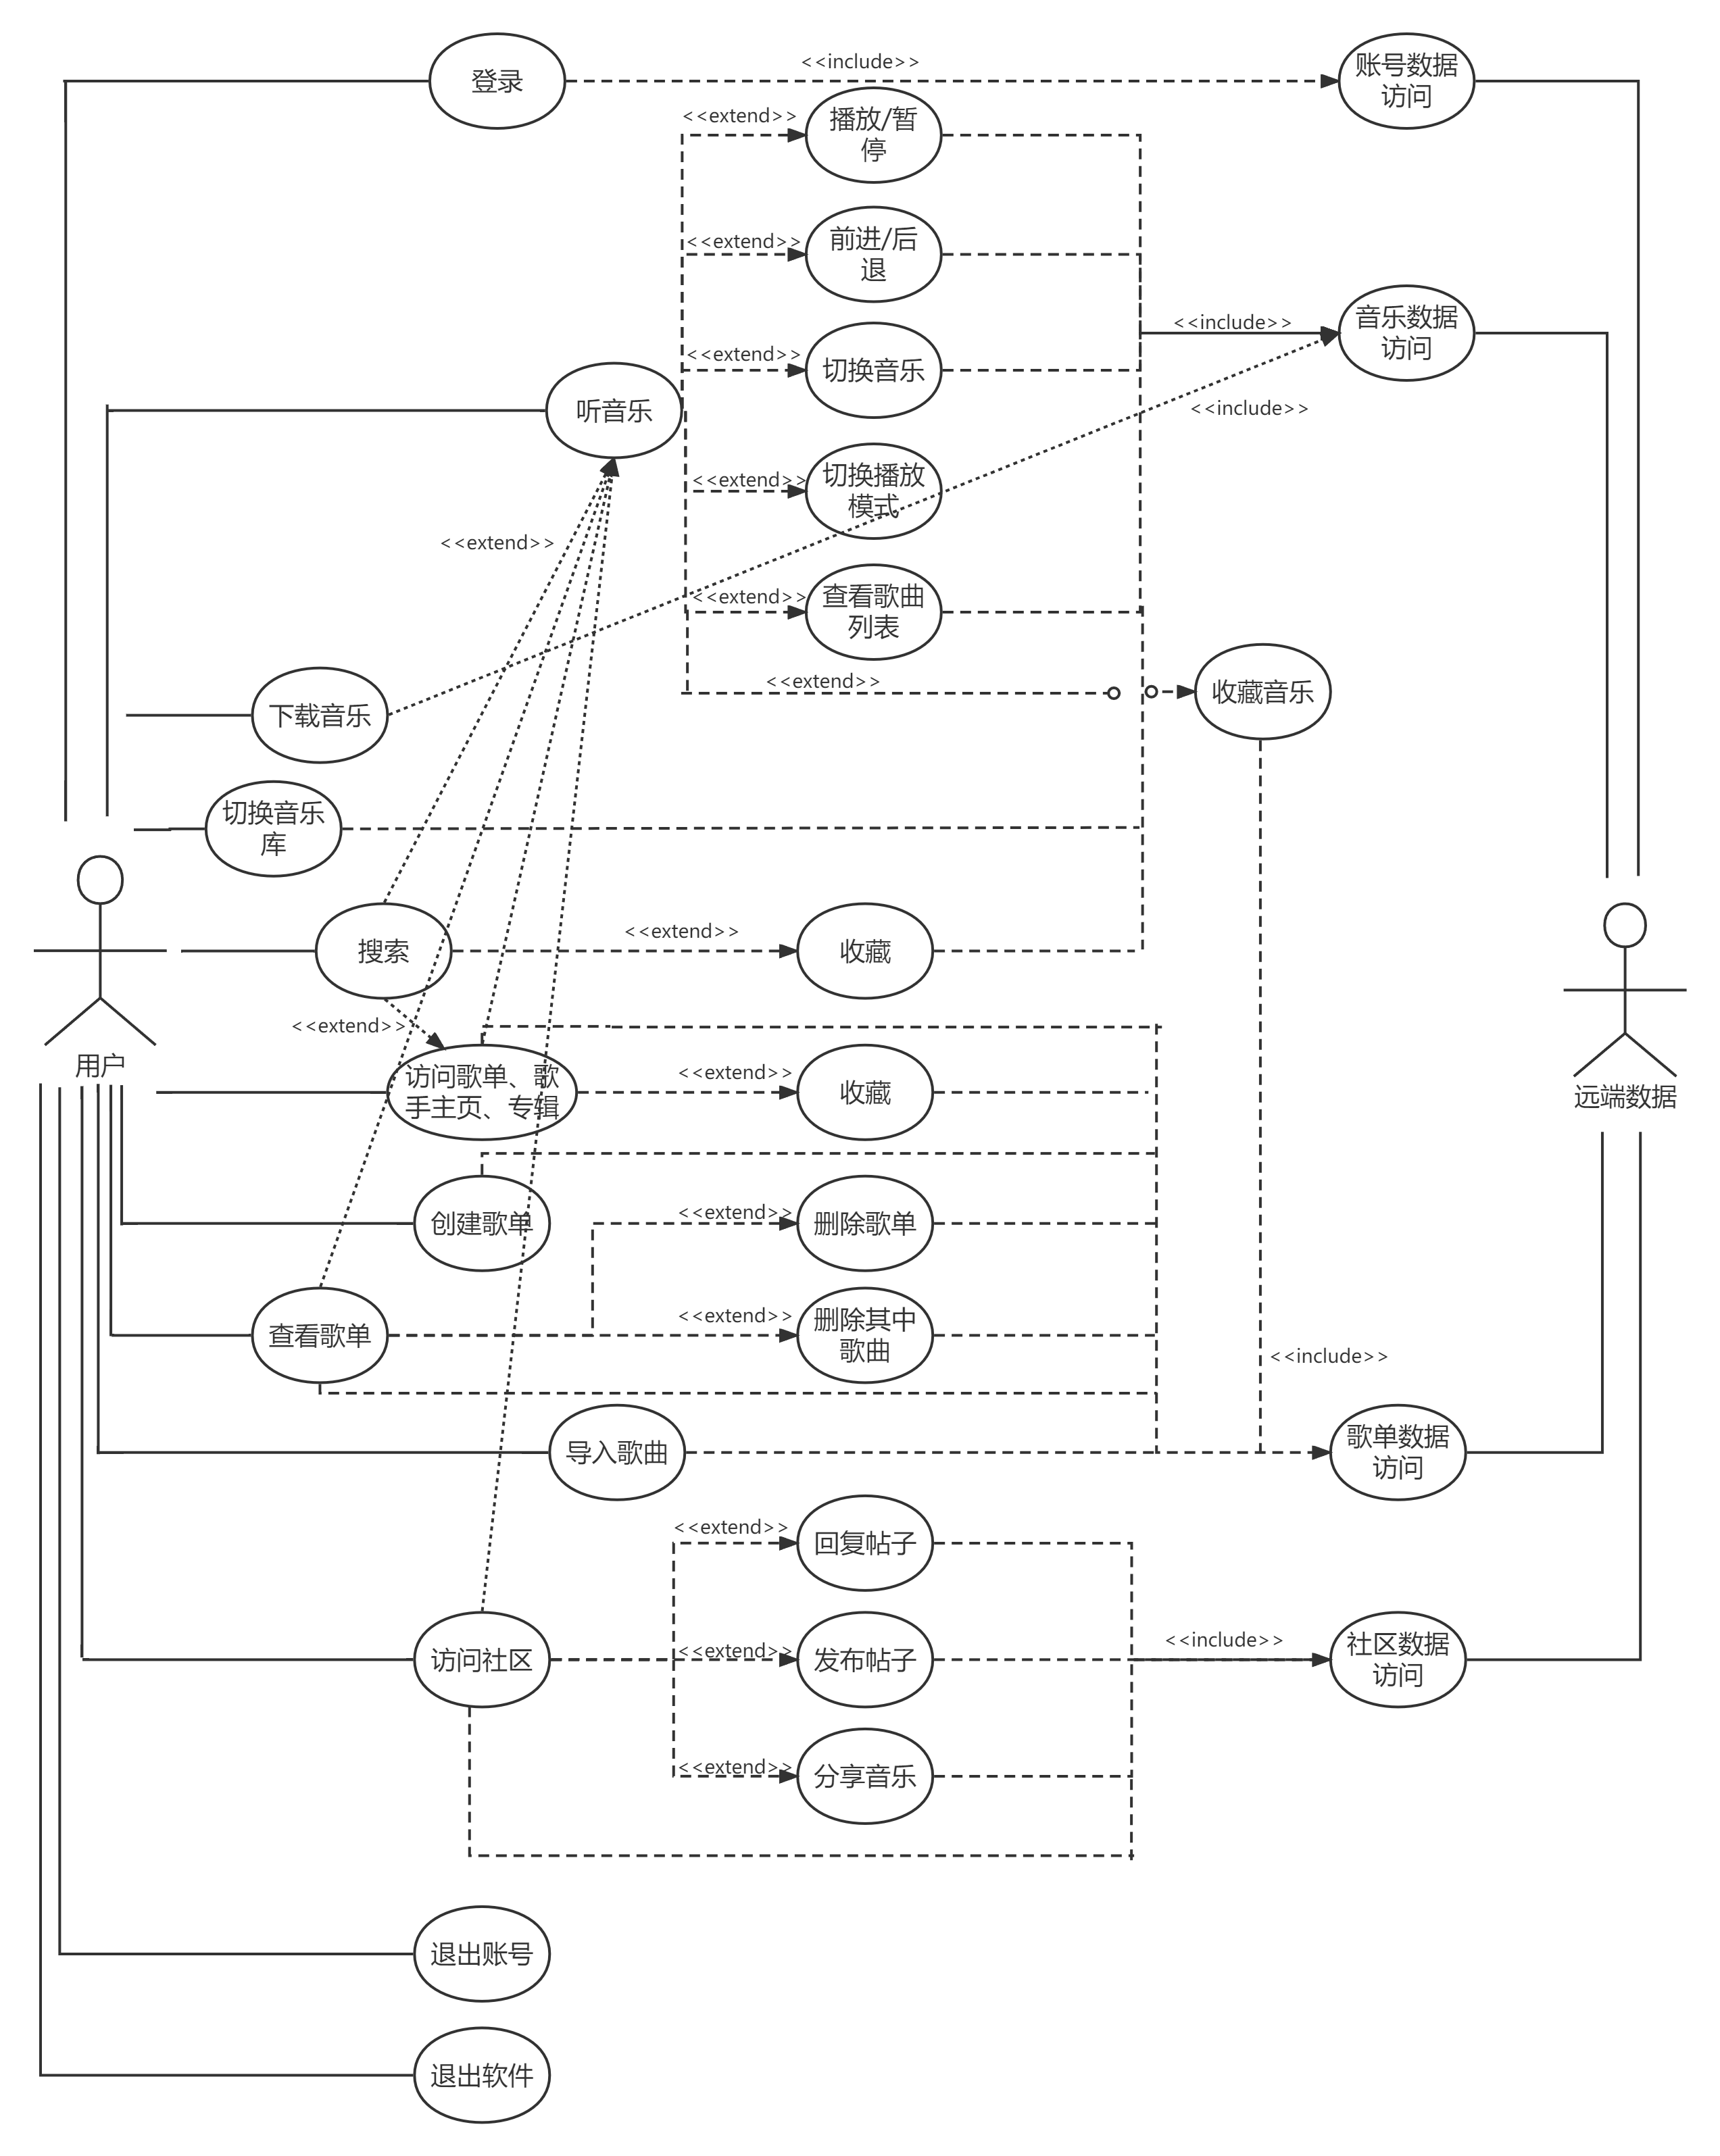 <<include>>
登录
账号数据
访问
<<extend>>
播放/暂
停
<<extend>>
前进/后
退
<<include>>
音乐数据
访问
<<extend>>
切换音乐
听音乐
<<include>>
<<extend>>
切换播放
模式
<<extend>>
<<extend>>
查看歌曲
列表
<<extend>>
收藏音乐
下载音乐
切换音乐
库
<<extend>>
搜索
收藏
<<extend>>
用户
访问歌单、歌
手主页、专辑
<<extend>>
收藏
远端数据
<<extend>>
创建歌单
删除歌单
<<extend>>
查看歌单
删除其中
歌曲
<<include>>
导入歌曲
歌单数据
访问
<<extend>>
回复帖子
<<extend>>
访问社区
发布帖子
<<include>>
社区数据
访问
<<extend>>
分享音乐
退出账号
退出软件